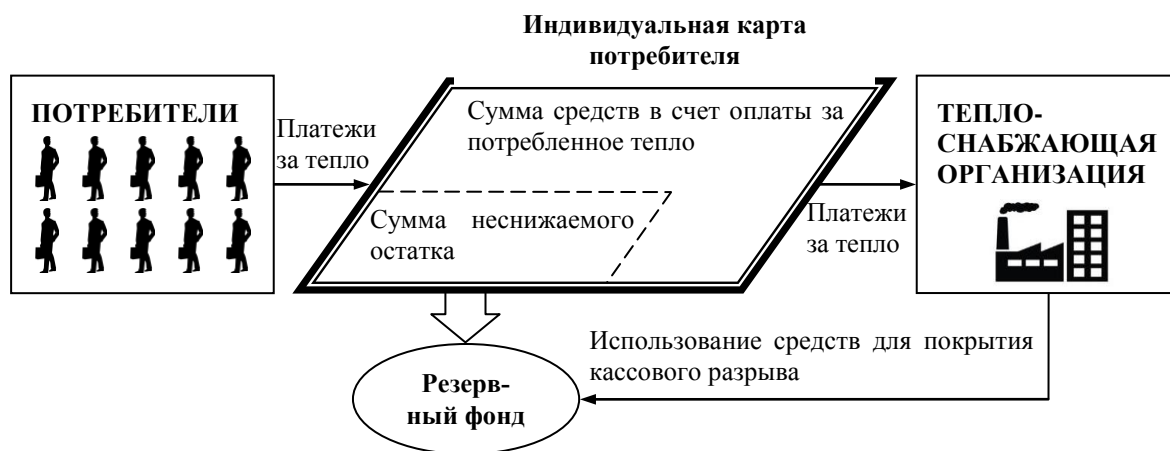 Индивидуальная карта
потребителя
ПОТРЕБИТЕЛИ
Платежи
за тепло
Сумма средств в счет оплаты за
потребленное тепло
Сумма неснижаемого
остатка
Платежи
за тепло
ТЕПЛО-
СНАБЖАЮЩАЯ
ОРГАНИЗАЦИЯ
Использование средств для покрытия
кассового разрыва
Резерв-
ный фонд